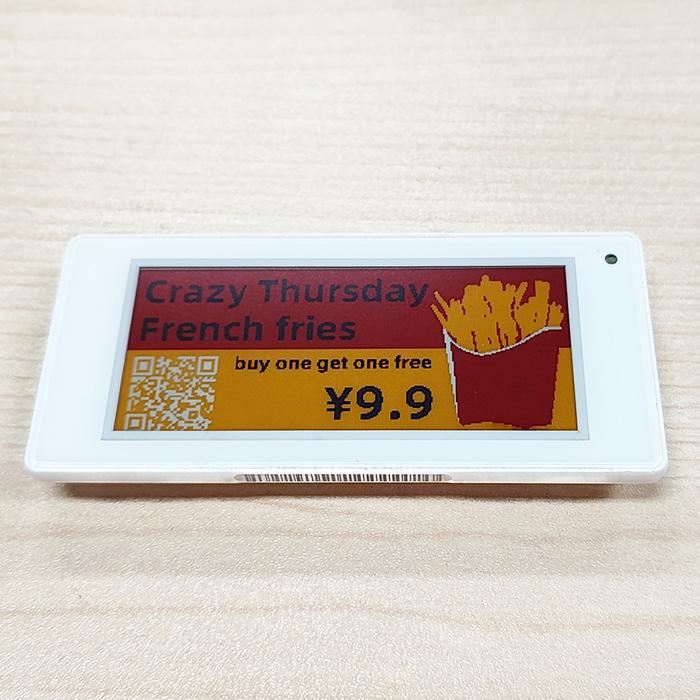 Crazy Thursday
French fries
buy one get one free
¥9.9